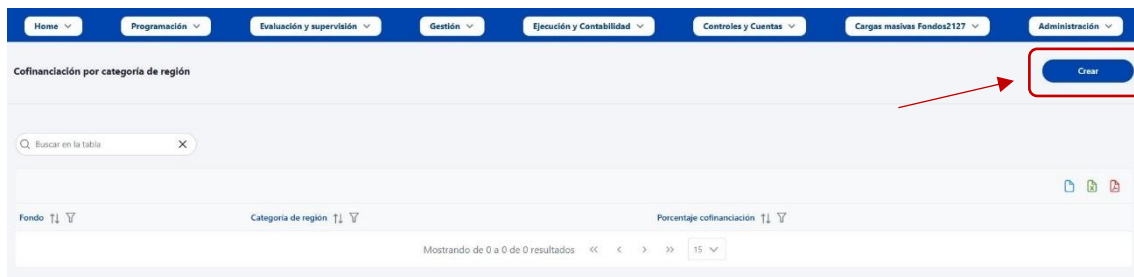 Home Programación Evaluación y supervisión Gestión Ejecución y Contabilidad Controles y Cuentas Cargas masivas Fondos2127 Administración
Cofinanciación por categoría de región Crear
Buscar en la tabla
Fondo Categoría de región Porcentaje cofinanciación
Mostrando de 0 a 0 de 0 resultados << < > >> 15